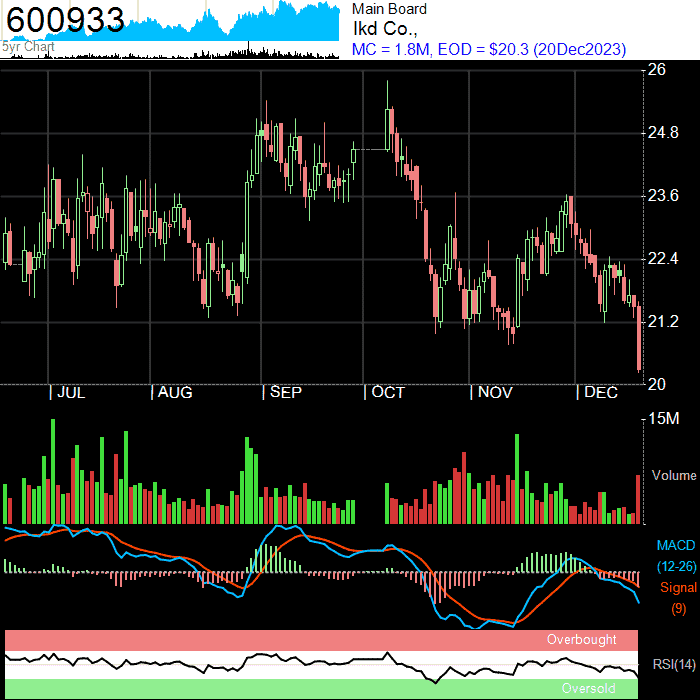 600933
5yr Chart
Main Board
Ikd Co.,
MC = 1.8M, EOD = $20.3 (20Dec2023)
26
24.8
23.6
22.4
21.2
20
JUL AUG SEP OCT NOV DEC
15M
Volume
MACD
(12-26)
Signal
(9)
Overbought
RSI(14)
Oversold